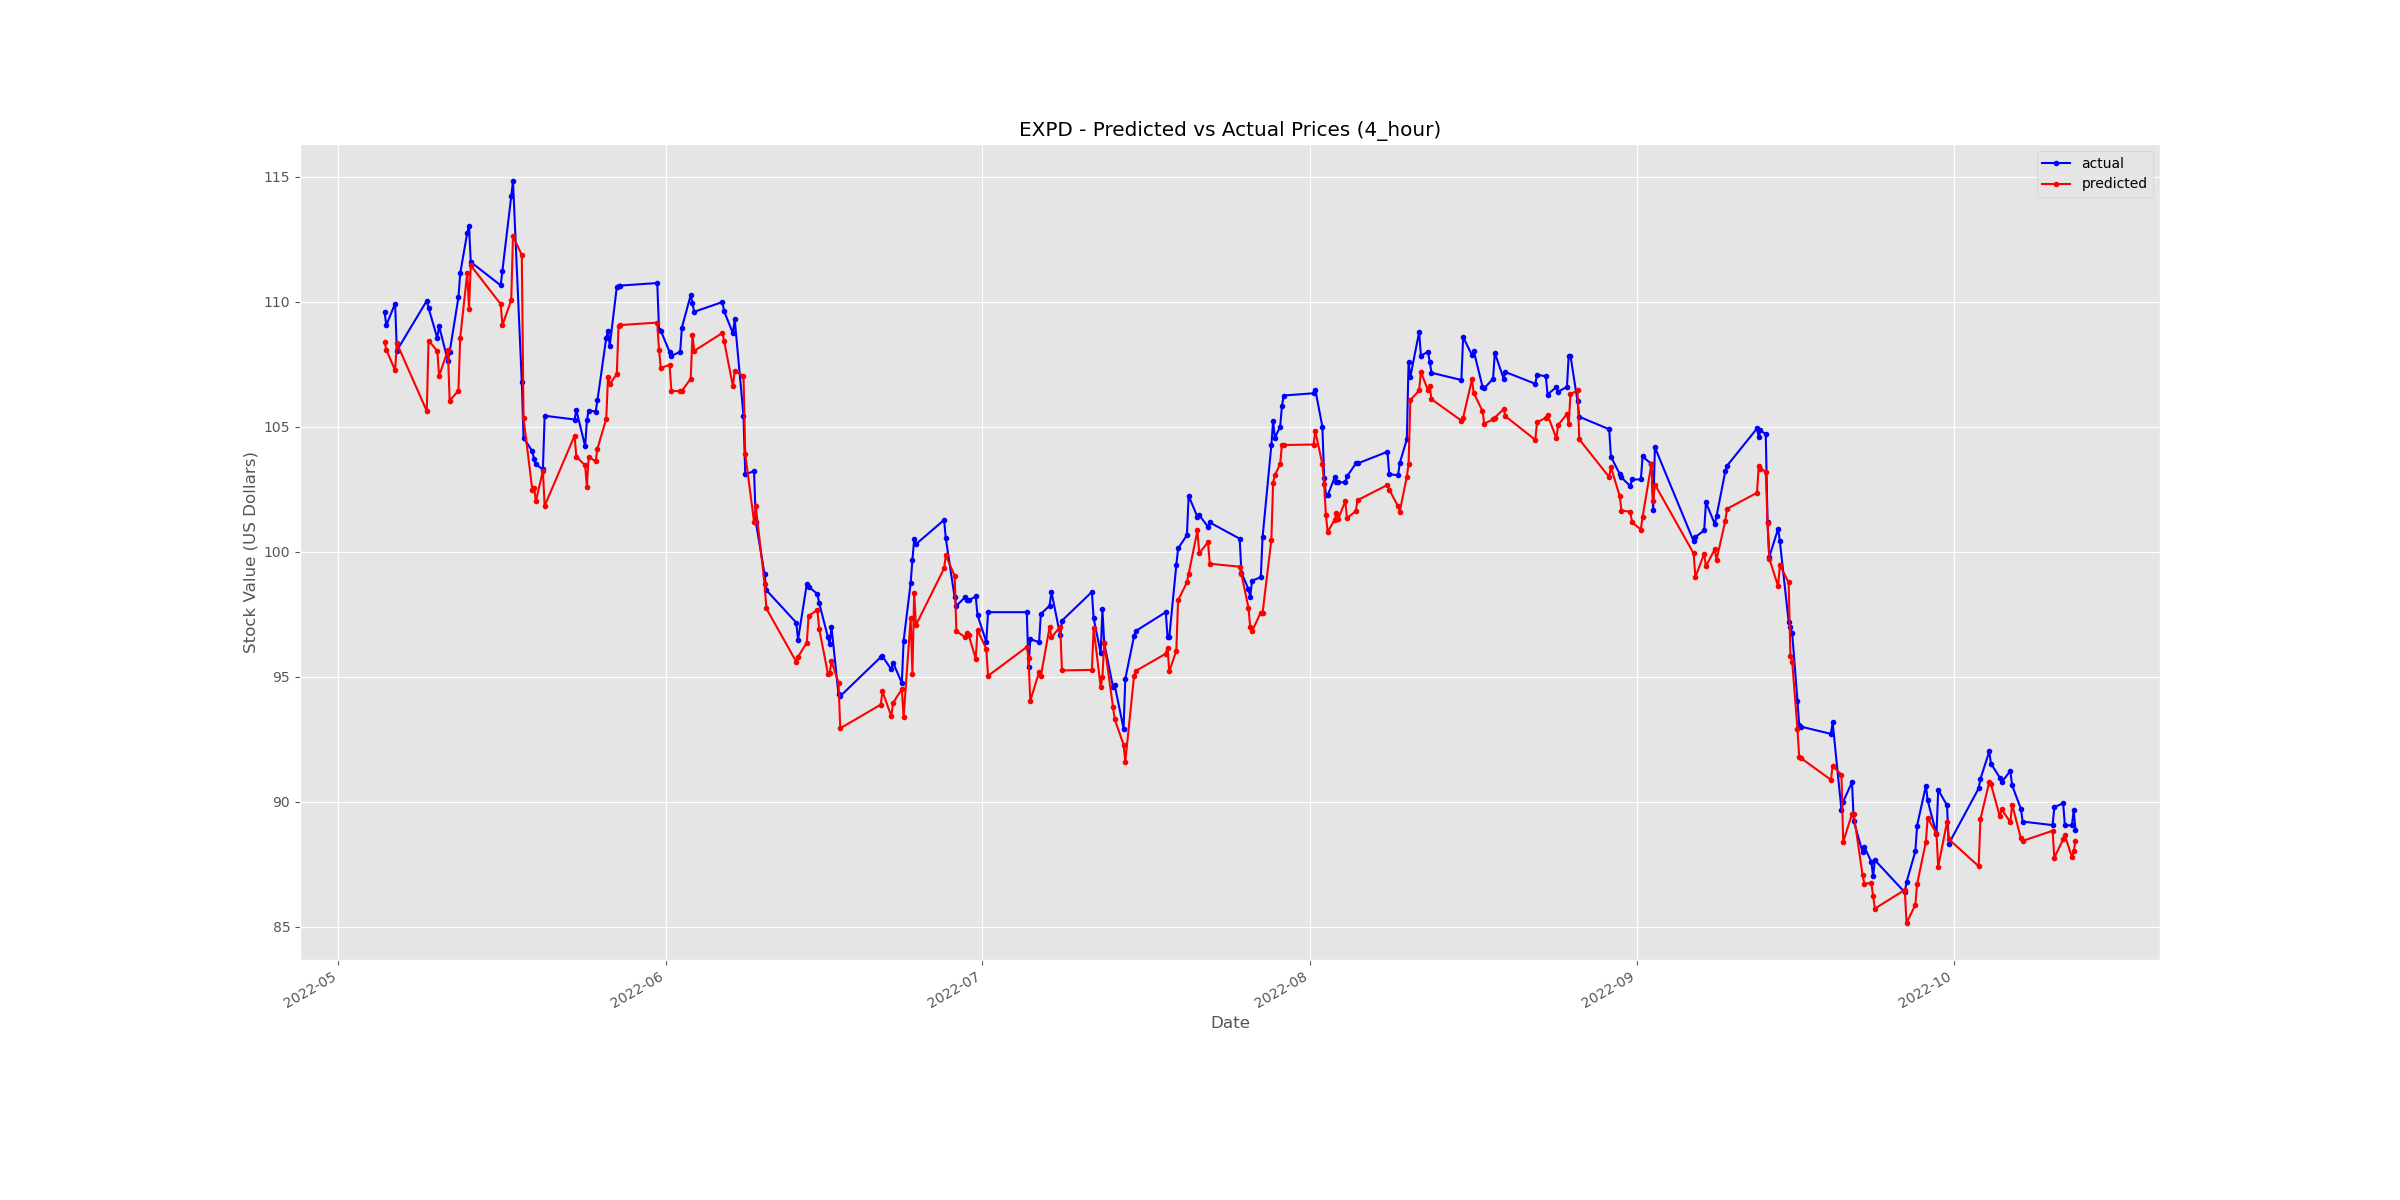 EXPD - Predicted vs Actual Prices (4_hour)
actual
predicted
Stock Value (US Dollars)
115
110
105
100
95
90
85
2022-05
2022-06
2022-07
2022-08
2022-09
2022-10
Date